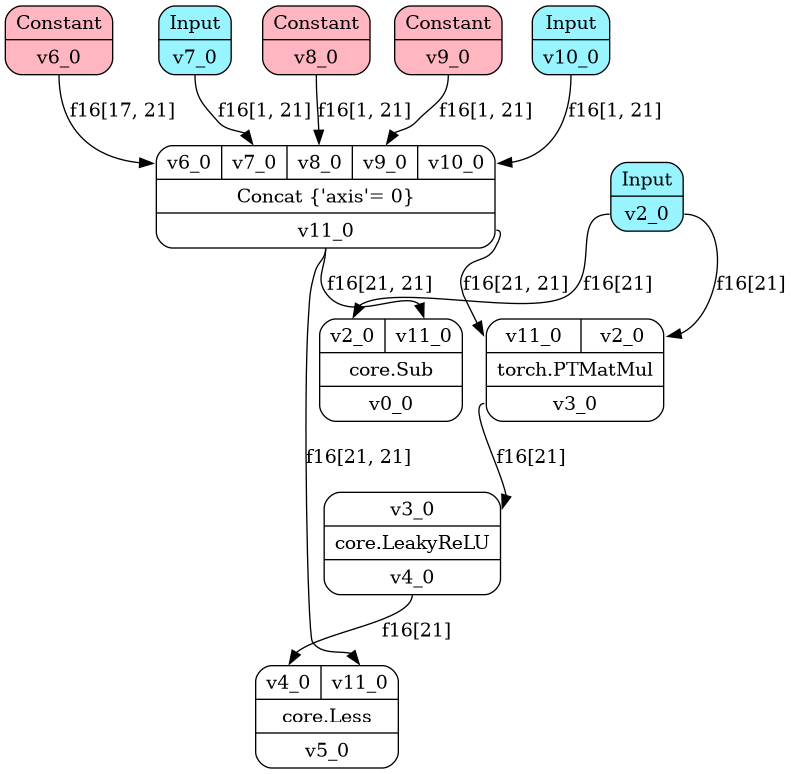 Constant
v6_0
Input
v7_0
Constant
v8_0
Constant
v9_0
Input
v10_0
f16[17, 21]
f16[1, 21]
f16[1, 21]
f16[1, 21]
f16[1, 21]
v6_0 v7_0 v8_0 v9_0 v10_0
Concat {'axis'= 0}
v11_0
Input
v2_0
f16[21, 21]
f16[21, 21]
f16[21]
f16[21]
v2_0 v11_0
core.Sub
v0_0
v11_0 v2_0
torch.PTMatMul
v3_0
f16[21, 21]
f16[21]
v3_0
core.LeakyReLU
v4_0
f16[21]
v4_0 v11_0
core.Less
v5_0